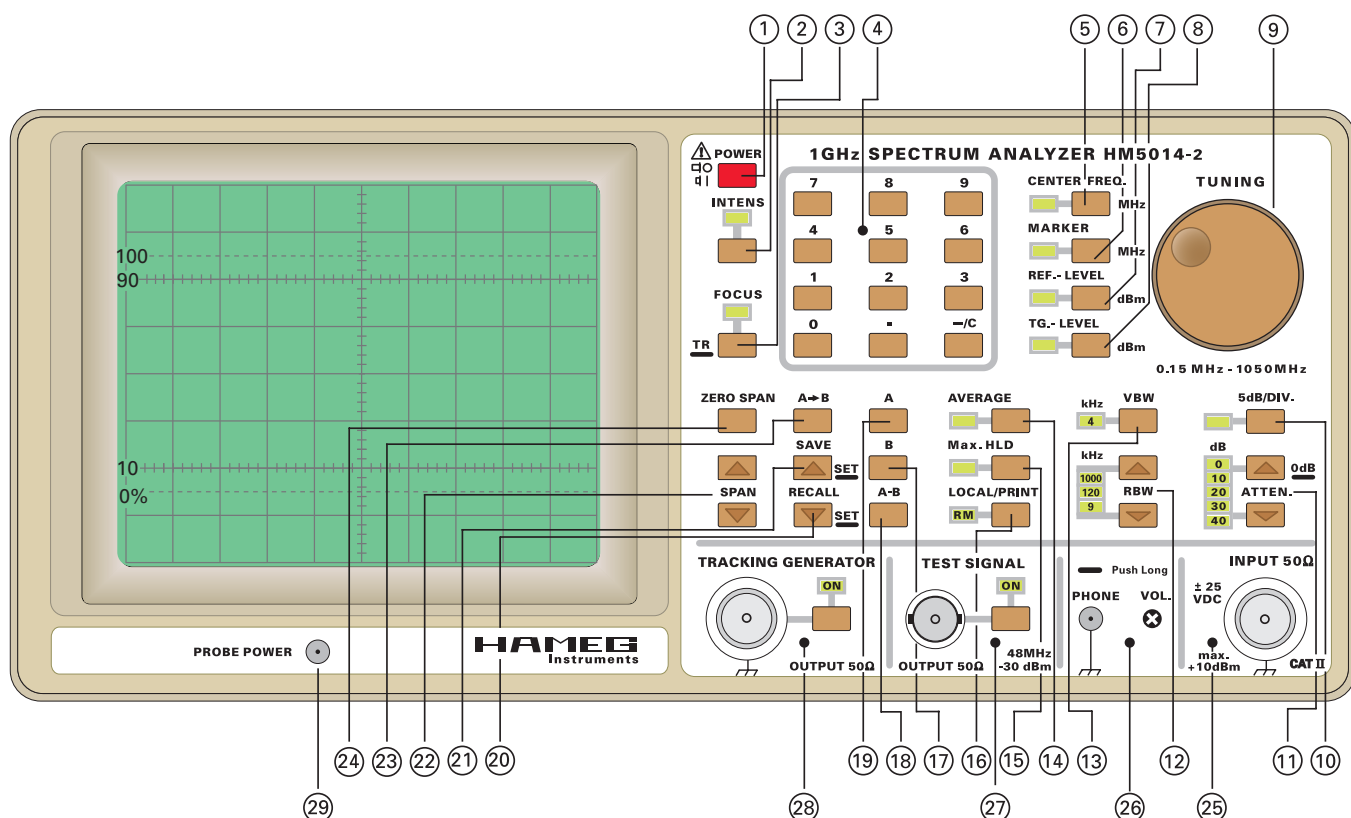 1 2 3 4 5 6 7 8 9
POWER
1GHz SPECTRUM ANALYZER HM5014-2
INTENS
7 8 9
CENTER FREQ.
MHz
TUNING
4 5 6
MARKER
MHz
100
90
FOCUS
1 2 3
REF.- LEVEL
dBm
TR
0 . —/C
TG.- LEVEL
dBm
0.15 MHz - 1050MHz
ZERO SPAN
A→B
A
AVERAGE
kHz
4
VBW
5dB/DIV.
SAVE
SET
B
Max. HLD
kHz
1000
120
9
RBW
dB
0
10
20
30
40
0dB
ATTEN.
10
0%
SPAN
RECALL
SET
A-B
LOCAL/PRINT
RM
TRACKING GENERATOR
ON
OUTPUT 50Ω
TEST SIGNAL
ON
OUTPUT 50Ω
48MHz
-30 dBm
Push Long
PHONE
VOL.
INPUT 50Ω
± 25
VDC
max.
+10dBm
CAT II
PROBE POWER
HAMEG
Instruments
24 23 22 21 20 19 18 17 16 15 14 13 12 11 10
29 28 27 26 25